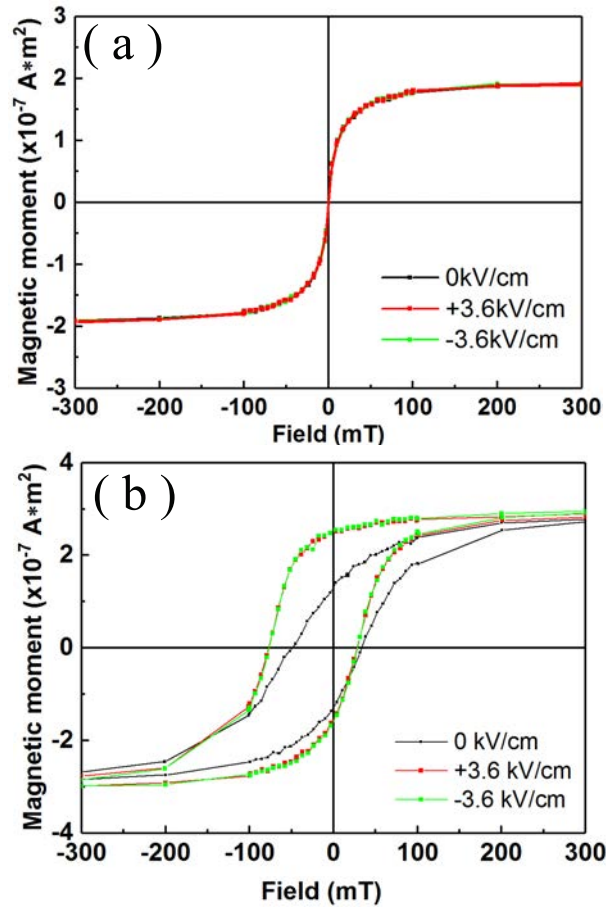 ( a )
Magnetic moment (x10⁻⁷ A*m²)
3
2
1
0
-1
-2
-3
0kV/cm
+3.6kV/cm
-3.6kV/cm
-300 -200 -100 0 100 200 300
Field (mT)
( b )
Magnetic moment (x10⁻⁷ A*m²)
4
2
0
-2
-4
0 kV/cm
+3.6 kV/cm
-3.6 kV/cm
-300 -200 -100 0 100 200 300
Field (mT)